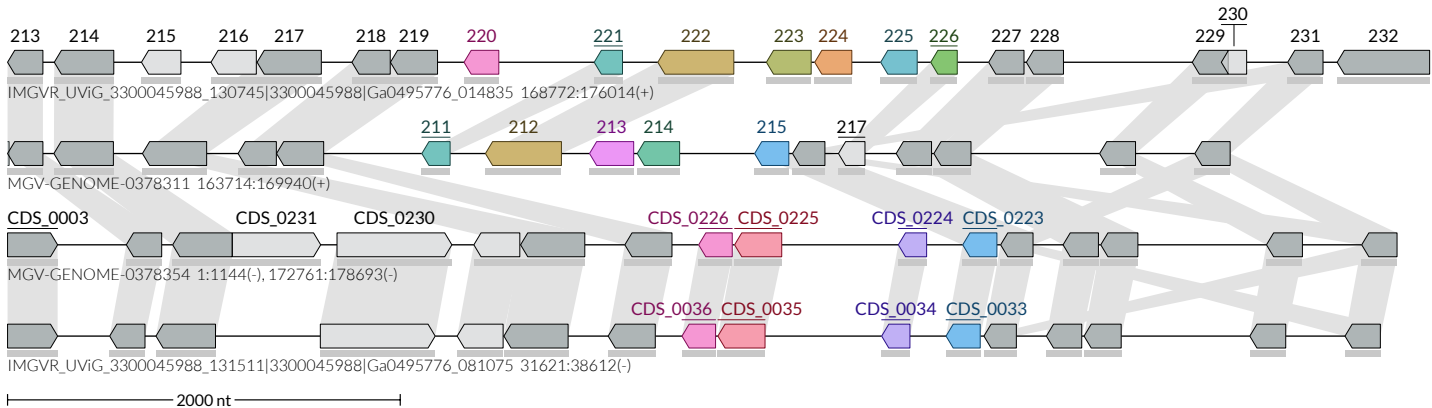 230
213 214 215 216 217 218 219 220 221 222 223 224 225 226 227 228 229 231 232
IMGVR_UViG_3300045988_130745|3300045988|Ga0495776_014835 168772:176014(+)
211 212 213 214 215 217
MGV-GENOME-0378311 163714:169940(+)
CDS_0003 CDS_0231 CDS_0230 CDS_0226 CDS_0225 CDS_0224 CDS_0223
MGV-GENOME-0378354 1:1144(-), 172761:178693(-)
CDS_0036 CDS_0035 CDS_0034 CDS_0033
IMGVR_UViG_3300045988_131511|3300045988|Ga0495776_081075 31621:38612(-)
2000 nt